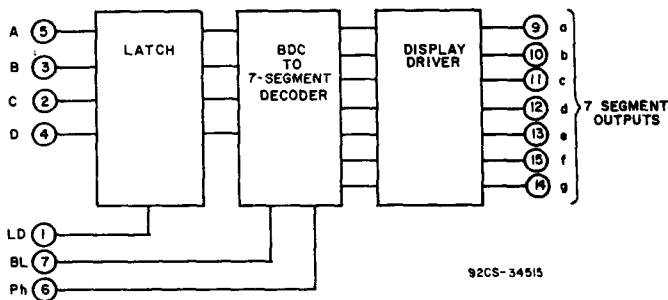 A 5
B 3
C 2
D 4
LD 1
BL 7
Ph 6
LATCH
BDC
TO
7-SEGMENT
DECODER
DISPLAY
DRIVER
9 a
10 b
11 c
12 d
13 e
15 f
14 g
7 SEGMENT
OUTPUTS
92CS-34515